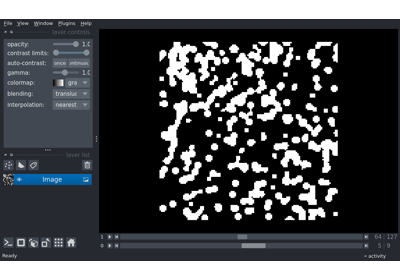 File View Window Plugins Help
layer controls
opacity: 1.0
contrast limits:
auto-contrast: once
gamma: 1.0
colormap: gra
blending: translu
interpolation: nearest
layer list
Image
1 64 127
0 5 9
Ready activity